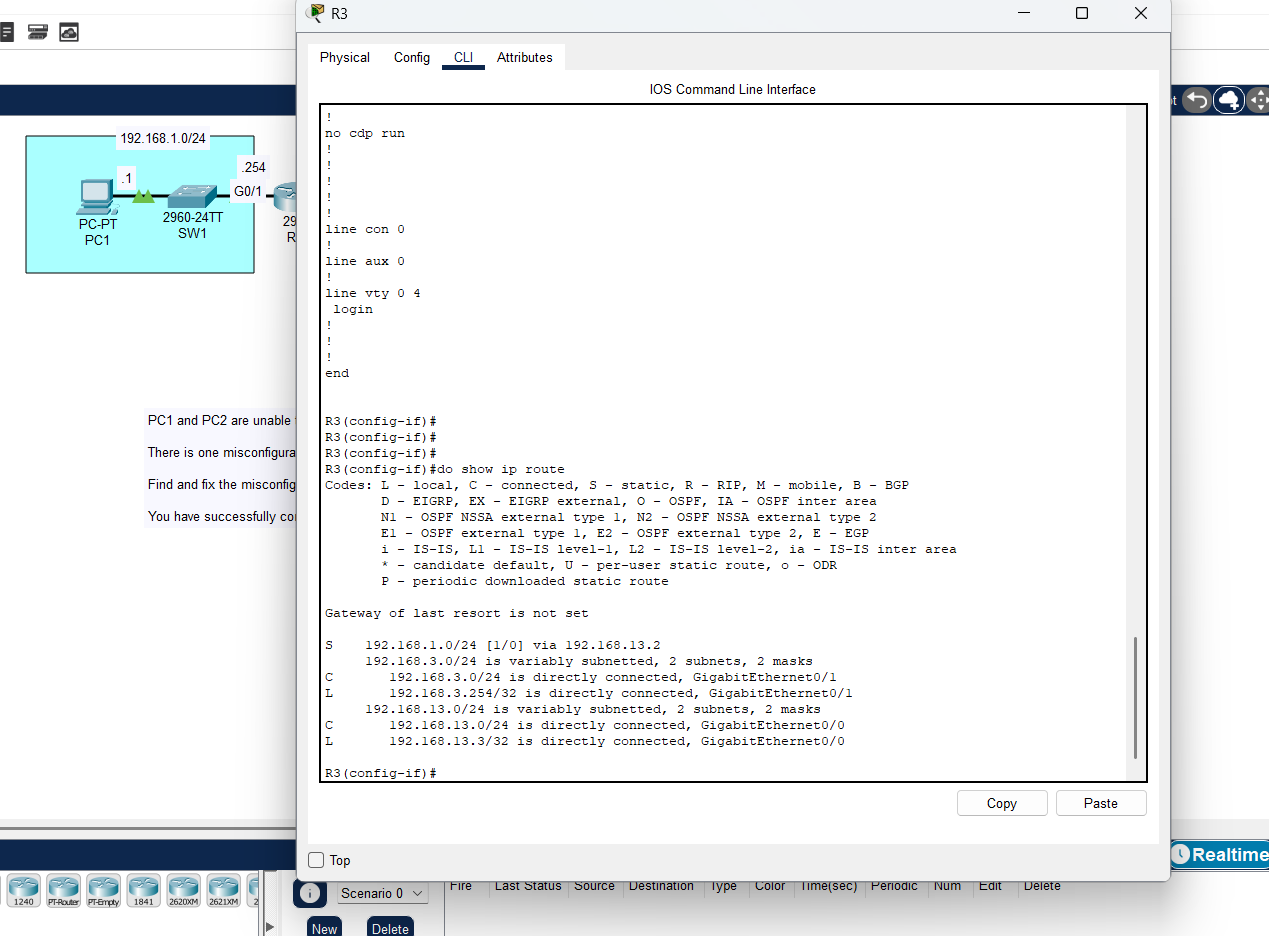 R3
Physical
Config
CLI
Attributes
IOS Command Line Interface
!
no cdp run
!
!
!
!
!
line con 0
!
line aux 0
!
line vty 0 4
login
!
!
!
end
R3(config-if)#
R3(config-if)#
R3(config-if)#
R3(config-if)#do show ip route
Codes: L - local, C - connected, S - static, R - RIP, M - mobile, B - BGP
D - EIGRP, EX - EIGRP external, O - OSPF, IA - OSPF inter area
N1 - OSPF NSSA external type 1, N2 - OSPF NSSA external type 2
E1 - OSPF external type 1, E2 - OSPF external type 2, E - EGP
i - IS-IS, L1 - IS-IS level-1, L2 - IS-IS level-2, ia - IS-IS inter area
* - candidate default, U - per-user static route, o - ODR
P - periodic downloaded static route
Gateway of last resort is not set
S 192.168.1.0/24 [1/0] via 192.168.13.2
192.168.3.0/24 is variably subnetted, 2 subnets, 2 masks
C 192.168.3.0/24 is directly connected, GigabitEthernet0/1
L 192.168.3.254/32 is directly connected, GigabitEthernet0/1
192.168.13.0/24 is variably subnetted, 2 subnets, 2 masks
C 192.168.13.0/24 is directly connected, GigabitEthernet0/0
L 192.168.13.3/32 is directly connected, GigabitEthernet0/0
R3(config-if)#
Copy
Paste
Top
192.168.1.0/24
.254
.1
G0/1
PC-PT
PC1
2960-24TT
SW1
29
R
PC1 and PC2 are unable
There is one misconfigura
Find and fix the misconfig
You have successfully co
Realtime
1240
PT-Router
PT-Empty
1841
2620XM
2621XM
2
Scenario 0
New
Delete
Fire
Last Status
Source
Destination
Type
Color
Time(sec)
Periodic
Num
Edit
Delete